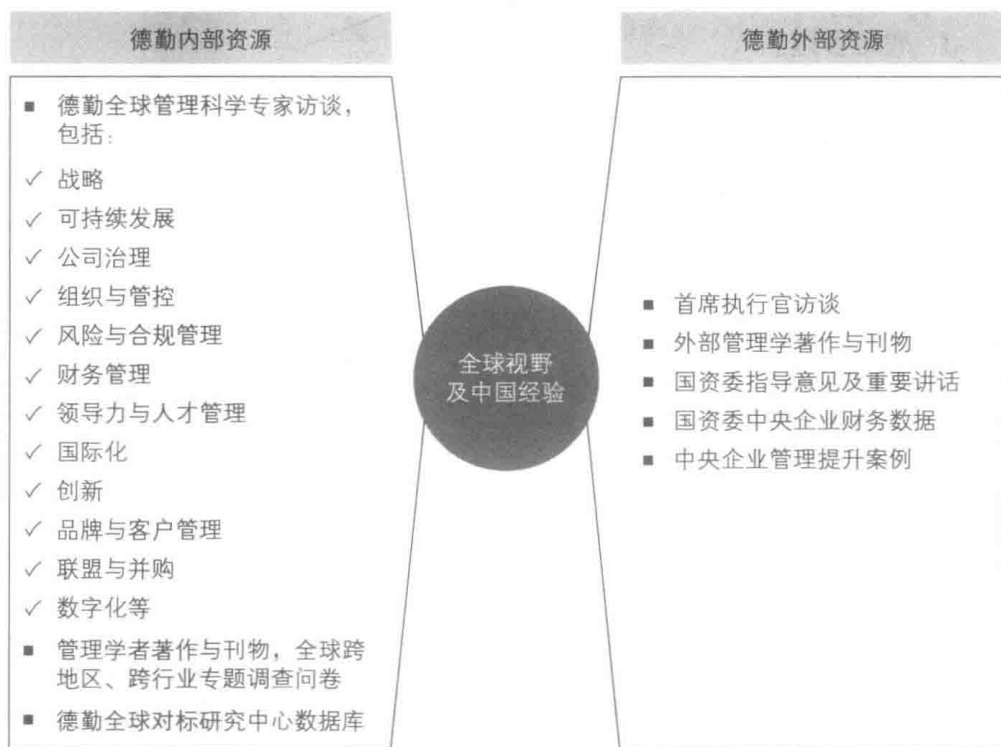 德勤内部资源
■ 德勤全球管理科学专家访谈，
包括：
✓ 战略
✓ 可持续发展
✓ 公司治理
✓ 组织与管控
✓ 风险与合规管理
✓ 财务管理
✓ 领导力与人才管理
✓ 国际化
✓ 创新
✓ 品牌与客户管理
✓ 联盟与并购
✓ 数字化等
■ 管理学者著作与刊物，全球跨
地区、跨行业专题调查问卷
■ 德勤全球对标研究中心数据库
全球视野
及中国经验
德勤外部资源
■ 首席执行官访谈
■ 外部管理学著作与刊物
■ 国资委指导意见及重要讲话
■ 国资委中央企业财务数据
■ 中央企业管理提升案例